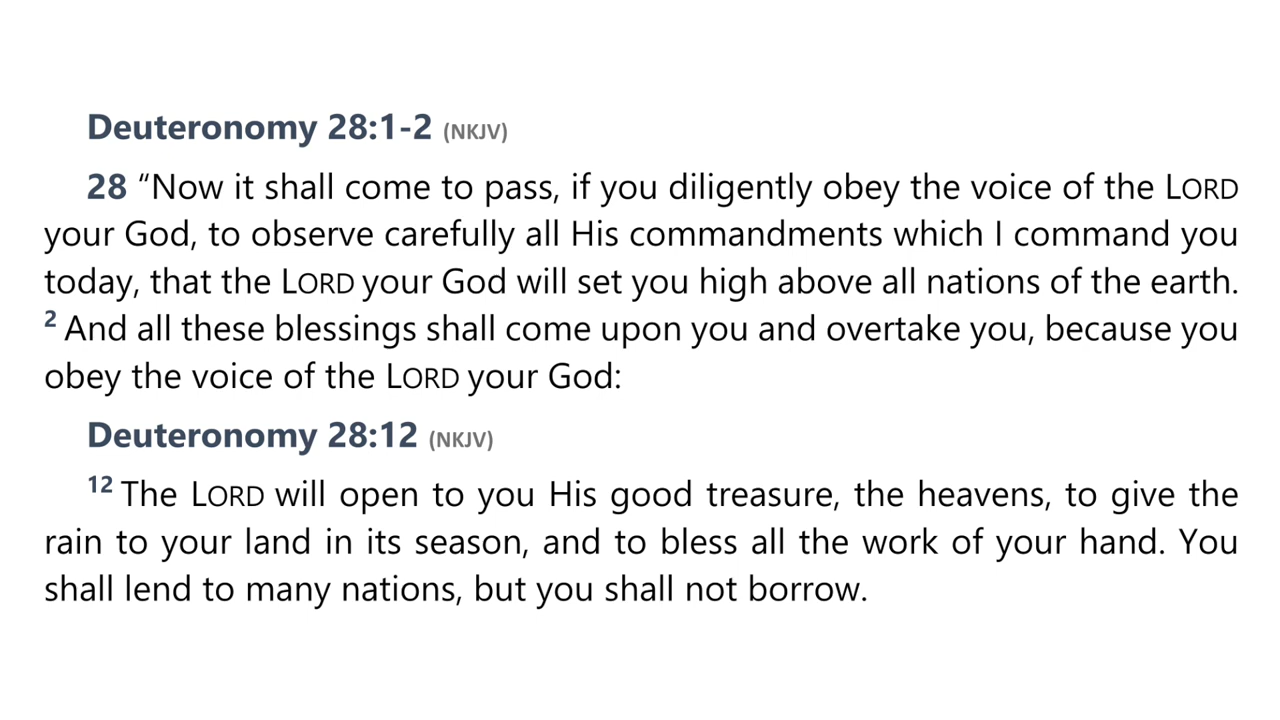 Deuteronomy 28:1-2 (NKJV)
28 “Now it shall come to pass, if you diligently obey the voice of the LORD
your God, to observe carefully all His commandments which I command you
today, that the LORD your God will set you high above all nations of the earth.
2 And all these blessings shall come upon you and overtake you, because you
obey the voice of the LORD your God:
Deuteronomy 28:12 (NKJV)
12 The LORD will open to you His good treasure, the heavens, to give the
rain to your land in its season, and to bless all the work of your hand. You
shall lend to many nations, but you shall not borrow.